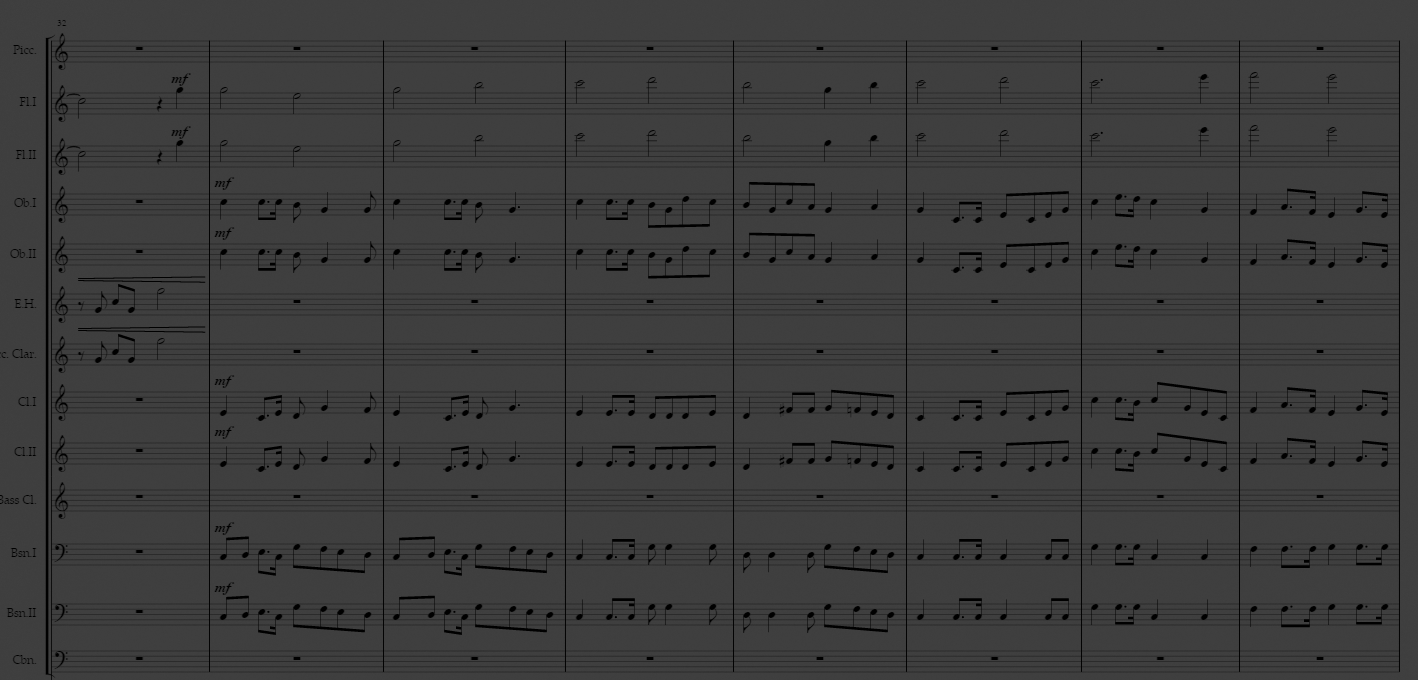 32
Picc.
mf
Fl.I
mf
Fl.II
mf
Ob.I
mf
Ob.II
E.H.
c. Clar.
mf
Cl.I
mf
Cl.II
Bass Cl.
mf
Bsn.I
mf
Bsn.II
Cbn.